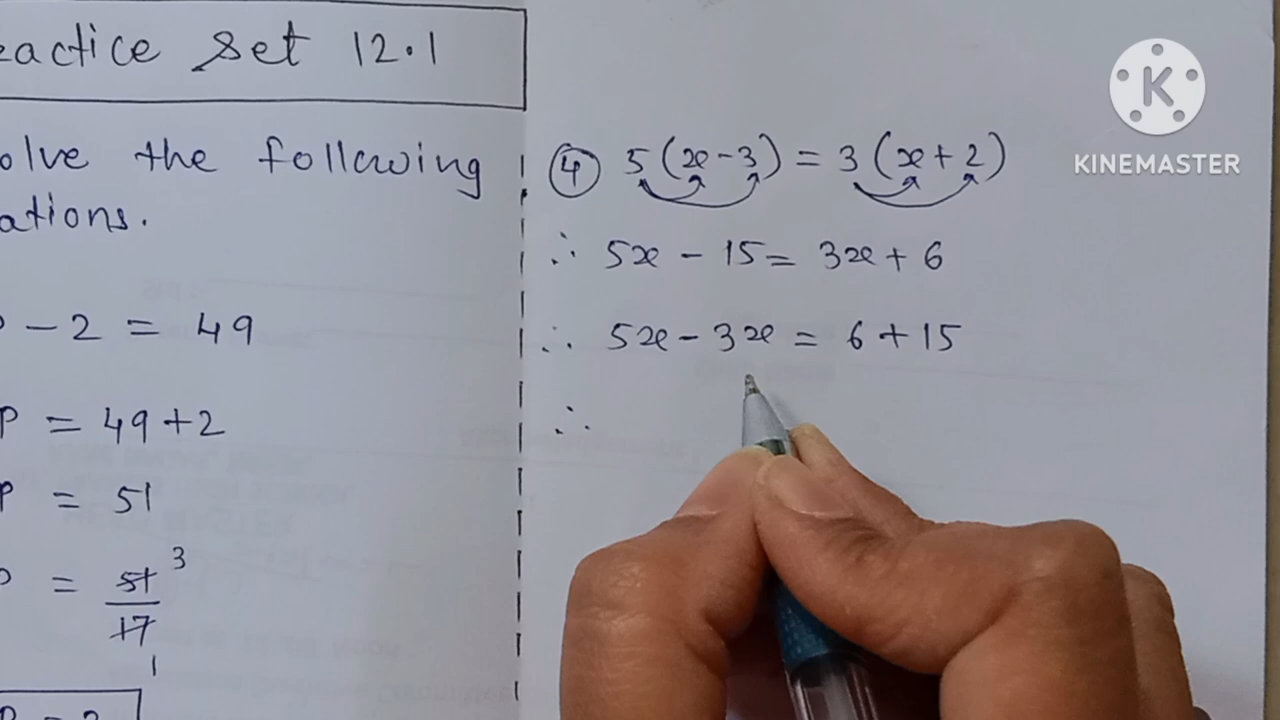 eactice set 12.1
olve the following
ations.
- 2 = 49
P = 49 + 2
P = 51
= 51/17 3 1
④ 5(x - 3) = 3(x + 2)
∴ 5x - 15 = 3x + 6
∴ 5x - 3x = 6 + 15
∴
K
KINEMASTER